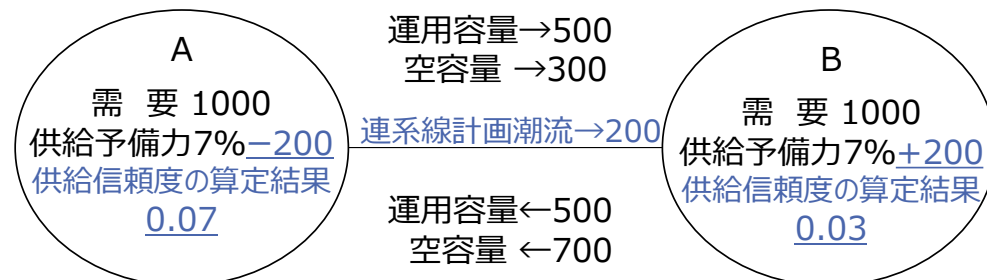 A
需 要 1000
供給予備力7%−200
供給信頼度の算定結果
0.07
運用容量→500
空容量 →300
連系線計画潮流→200
運用容量←500
空容量 ←700
B
需 要 1000
供給予備力7%+200
供給信頼度の算定結果
0.03